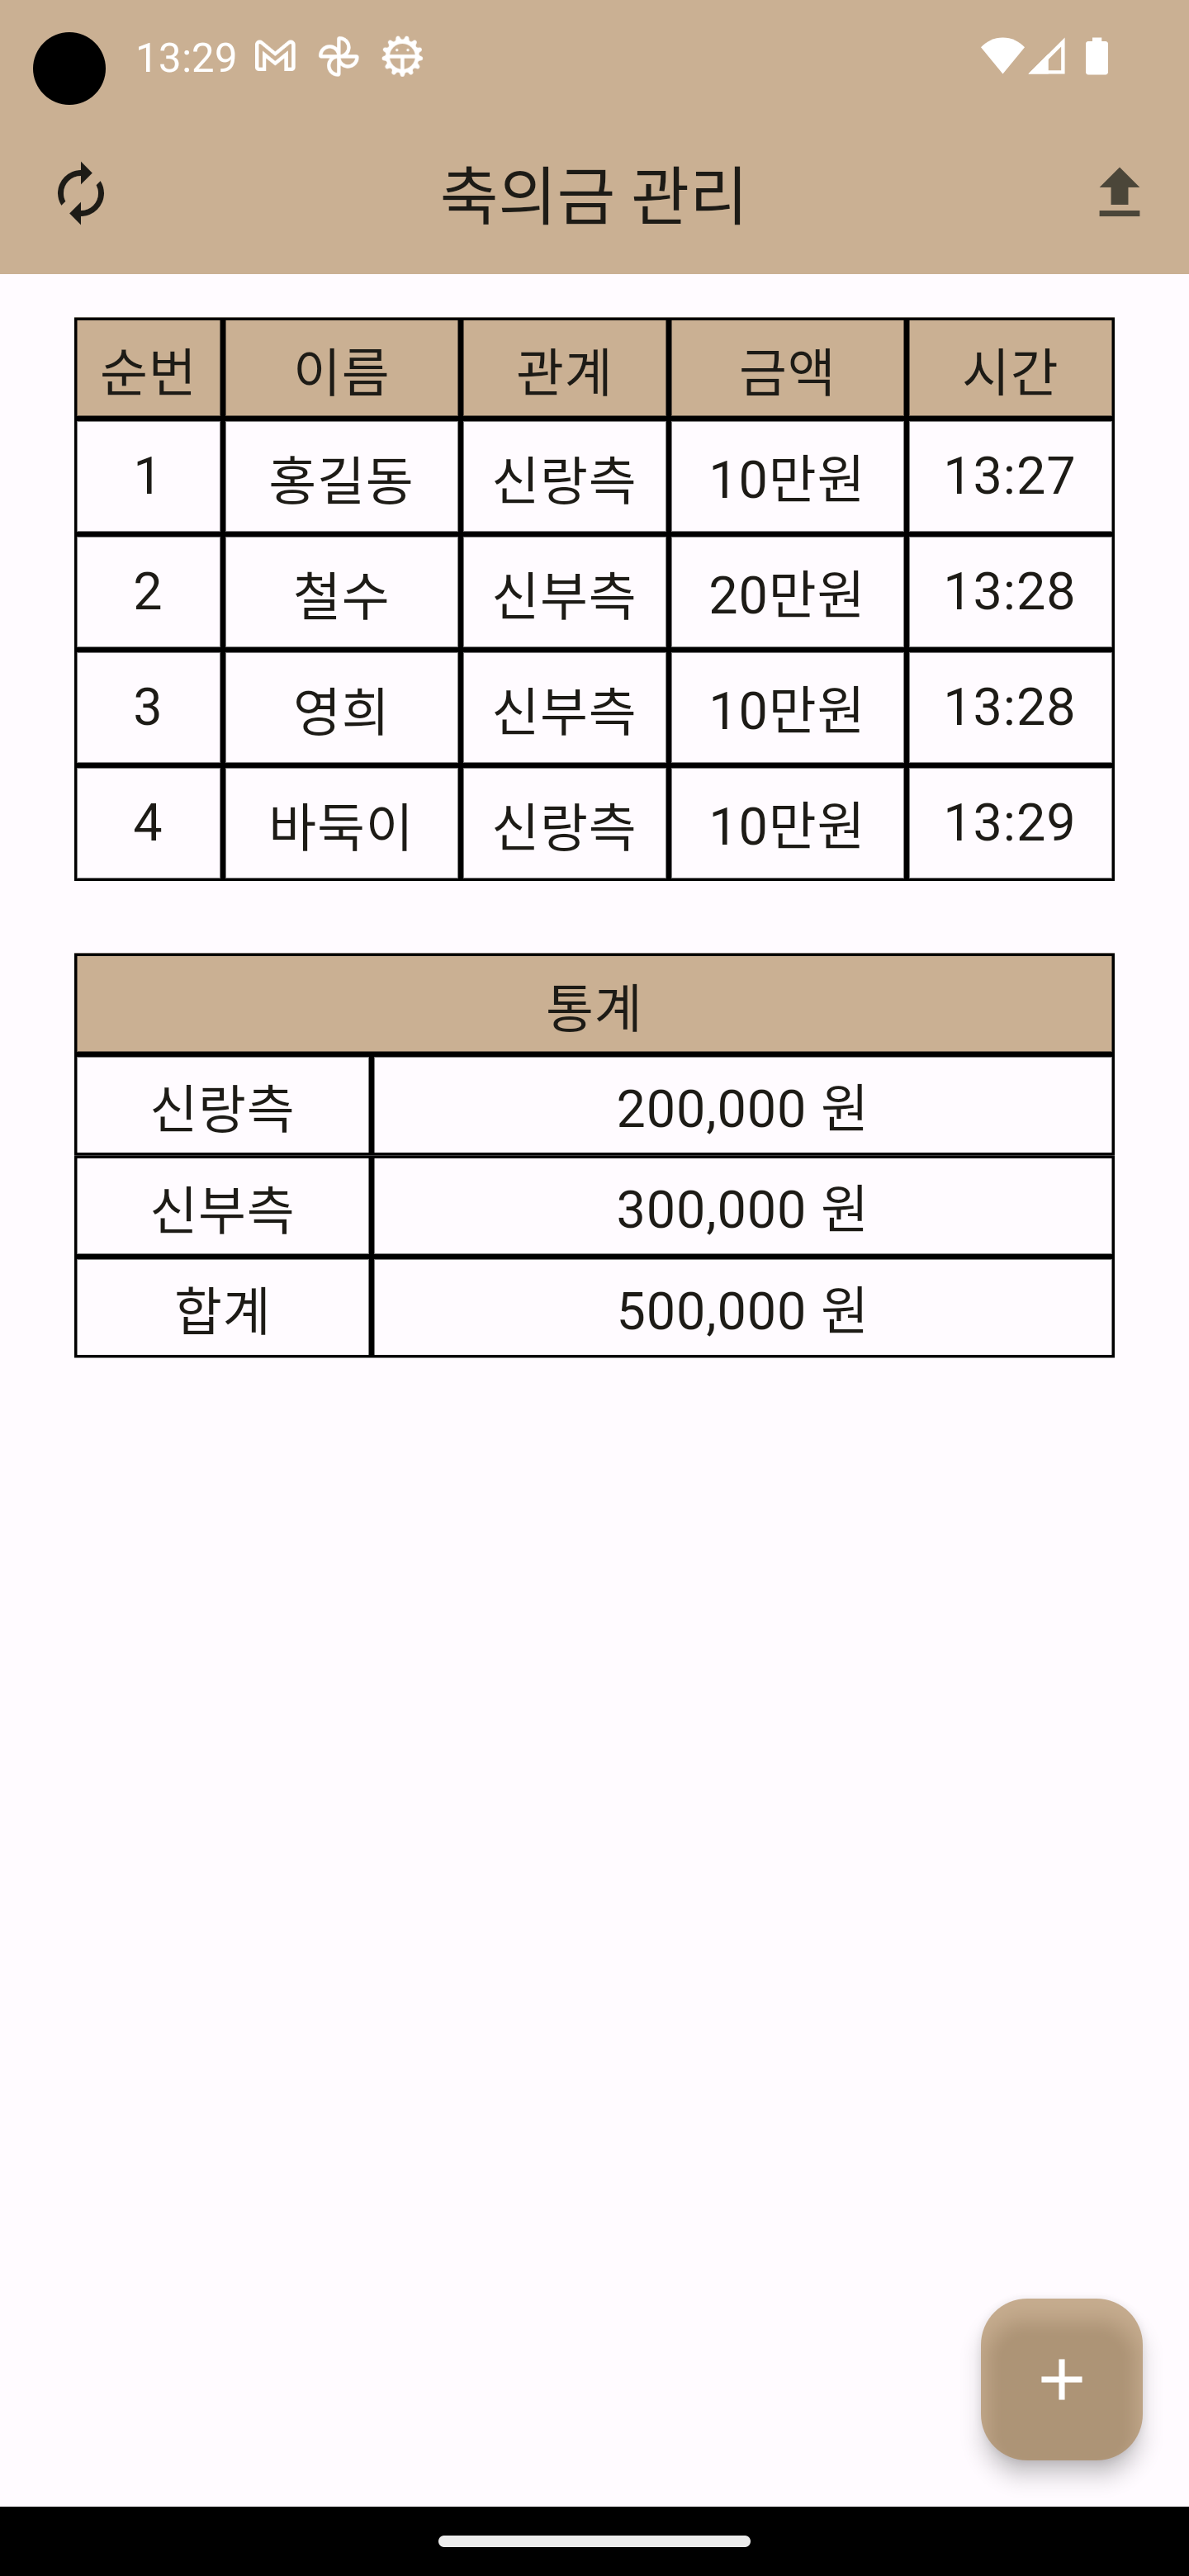 13:29
축의금 관리
순번 이름 관계 금액 시간
1 홍길동 신랑측 10만원 13:27
2 철수 신부측 20만원 13:28
3 영희 신부측 10만원 13:28
4 바둑이 신랑측 10만원 13:29
통계
신랑측 200,000 원
신부측 300,000 원
합계 500,000 원